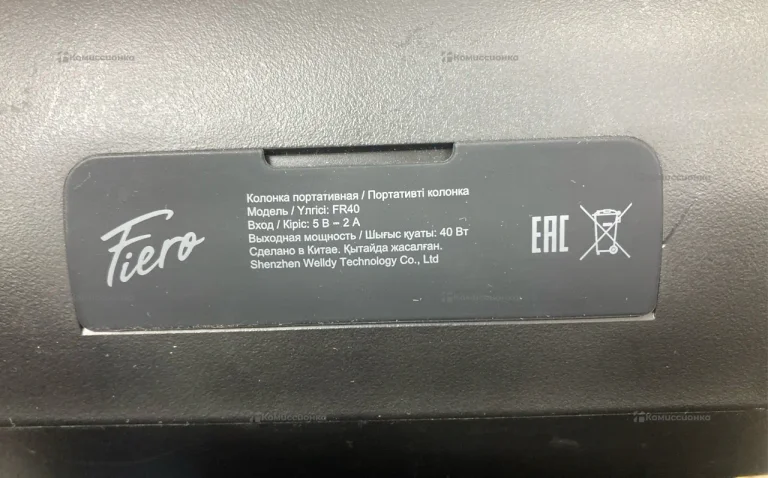 Комиссионко
Комиссионко
Fiero
Колонка портативная / Портативті колонка
Модель / Үлгісі: FR40
Вход / Кіріс: 5 В – 2 А
Выходная мощность / Шығыс қуаты: 40 Вт
Сделано в Китае. Қытайда жасалған.
Shenzhen Welldy Technology Co., Ltd
EAC
Комиссионко
Комиссионко